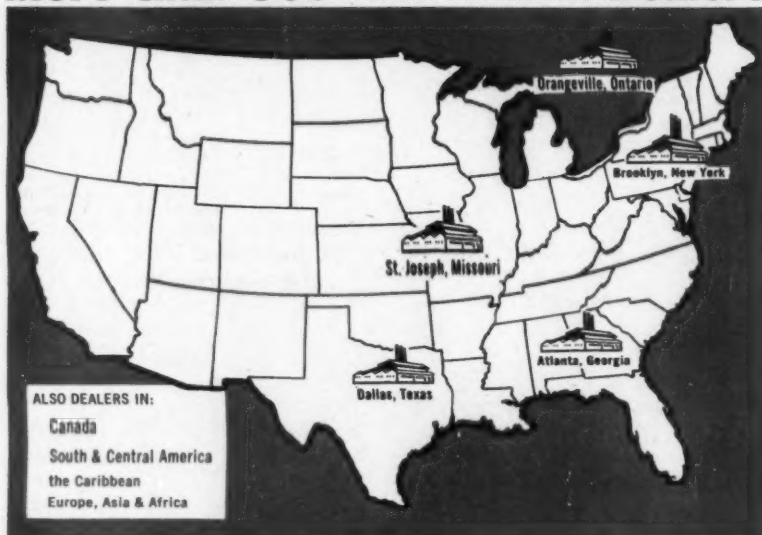 Orangeville, Ontario
Brooklyn, New York
St. Joseph, Missouri
Atlanta, Georgia
Dallas, Texas
ALSO DEALERS IN:
Canada
South & Central America
the Caribbean
Europe, Asia & Africa